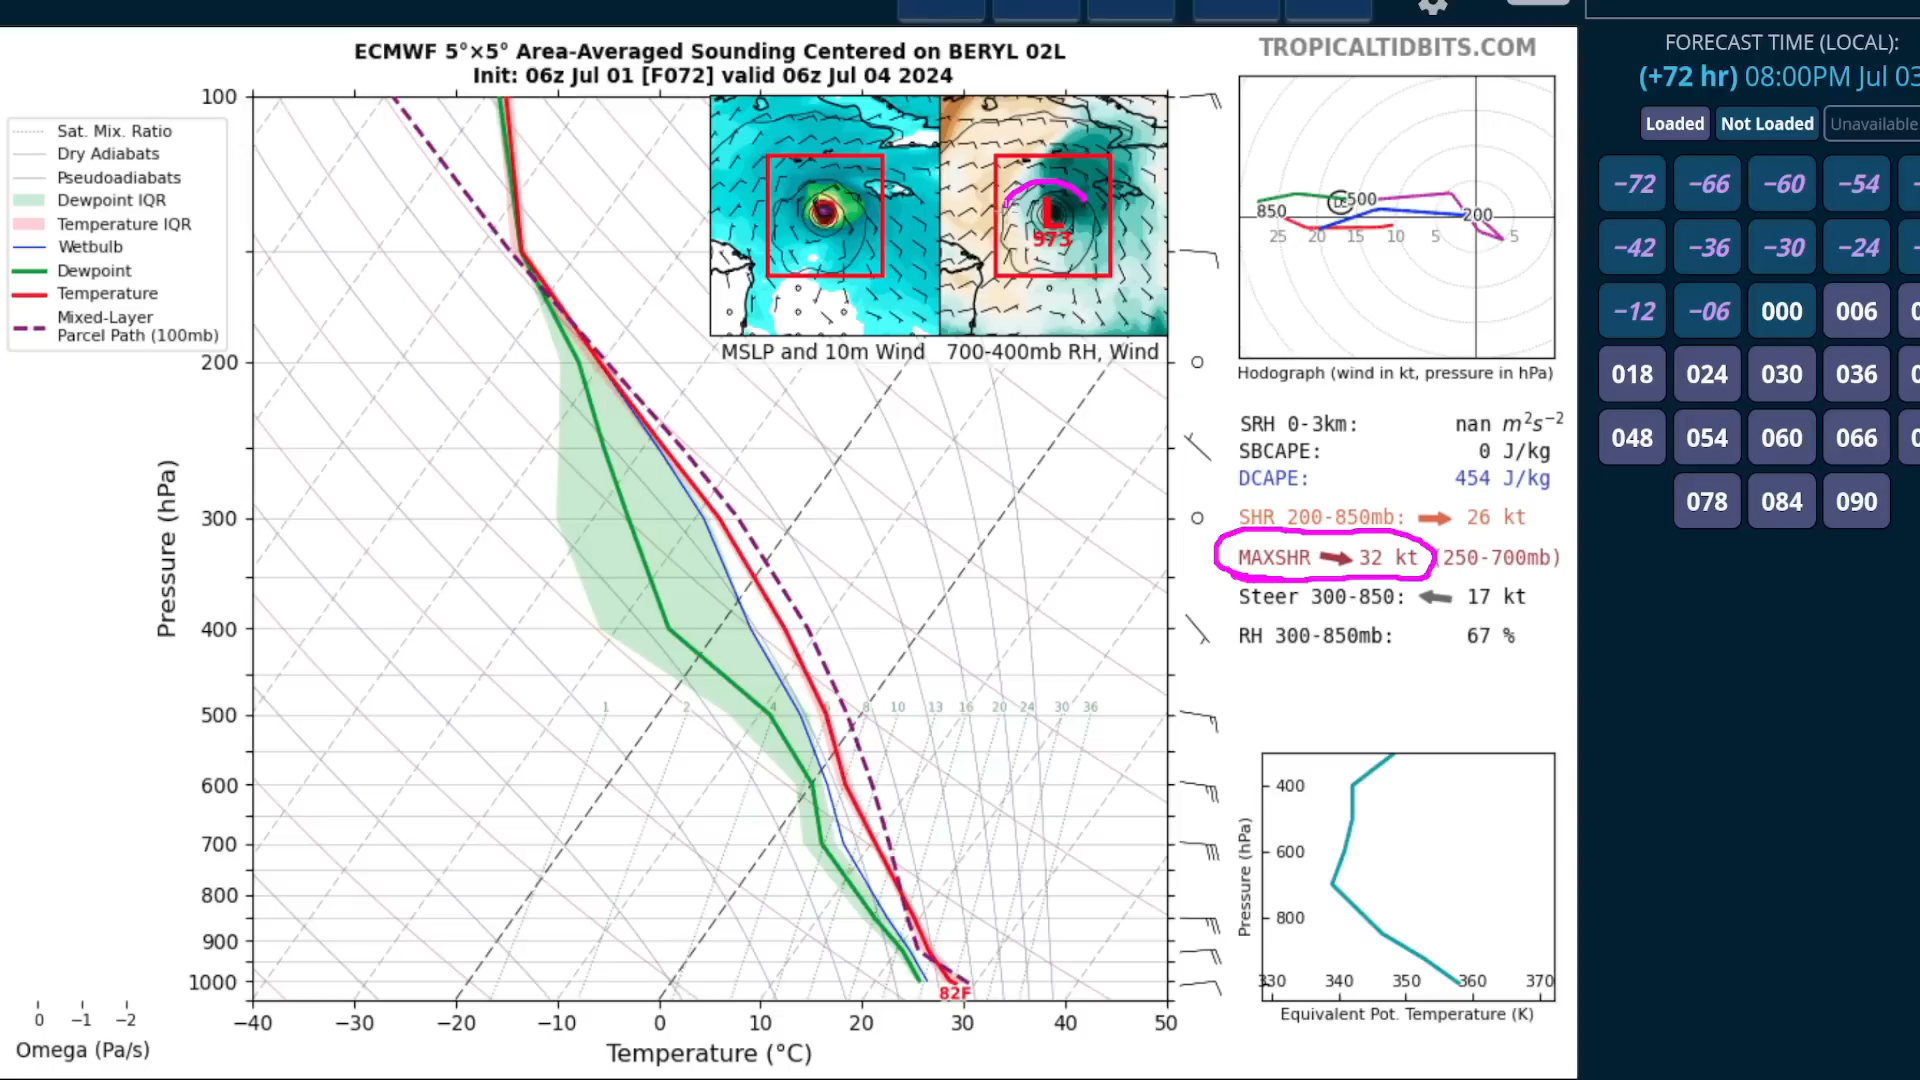 ECMWF 5°×5° Area-Averaged Sounding Centered on BERYL 02L
Init: 06z Jul 01 [F072] valid 06z Jul 04 2024
TROPICALTIDBITS.COM
FORECAST TIME (LOCAL):
(+72 hr) 08:00PM Jul 03
Loaded Not Loaded Unavailable
−72 −66 −60 −54
−42 −36 −30 −24
−12 −06 000 006
018 024 030 036
048 054 060 066
078 084 090
Sat. Mix. Ratio
Dry Adiabats
Pseudoadiabats
Dewpoint IQR
Temperature IQR
Wetbulb
Dewpoint
Temperature
Mixed-Layer
Parcel Path (100mb)
Pressure (hPa)
100
200
300
400
500
600
700
800
900
1000
1 2 4 6 8 10 13 16 20 24 30 36
82F
−40 −30 −20 −10 0 10 20 30 40 50
Temperature (°C)
0 −1 −2
Omega (Pa/s)
L
973
MSLP and 10m Wind 700-400mb RH, Wind
850 500 200
25 20 15 10 5 5
Hodograph (wind in kt, pressure in hPa)
SRH 0-3km: nan m²s⁻²
SBCAPE: 0 J/kg
DCAPE: 454 J/kg
SHR 200-850mb: 26 kt
MAXSHR 32 kt (250-700mb)
Steer 300-850: 17 kt
RH 300-850mb: 67 %
Pressure (hPa)
400
600
800
330 340 350 360 370
Equivalent Pot. Temperature (K)